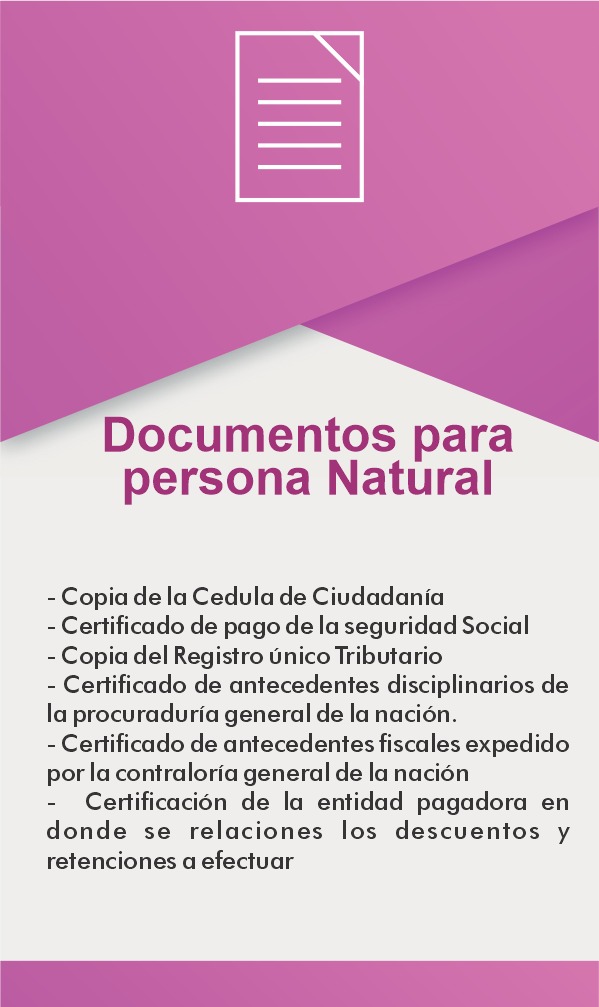 Documentos para
persona Natural
- Copia de la Cedula de Ciudadanía
- Certificado de pago de la seguridad Social
- Copia del Registro único Tributario
- Certificado de antecedentes disciplinarios de
la procuraduría general de la nación.
- Certificado de antecedentes fiscales expedido
por la contraloría general de la nación
- Certificación de la entidad pagadora en
donde se relaciones los descuentos y
retenciones a efectuar